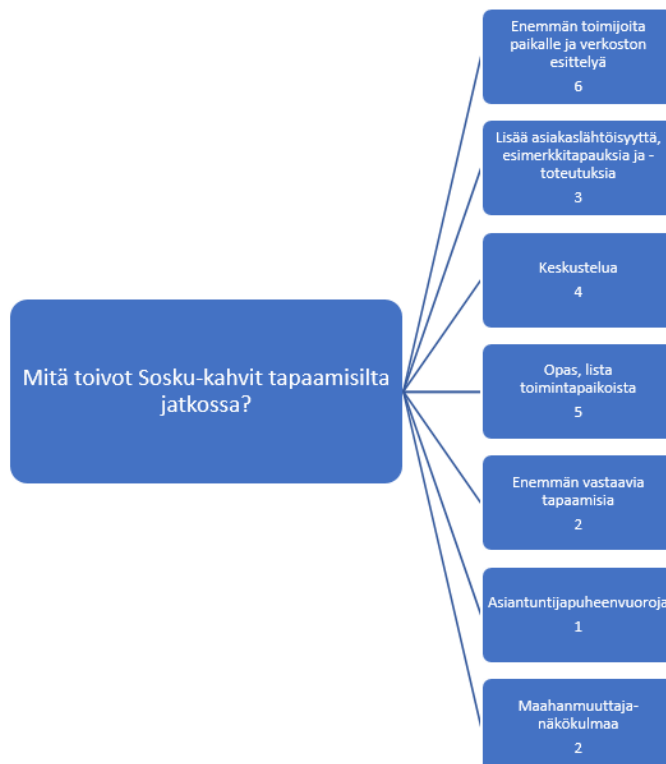 Enemmän toimijoita
paikalle ja verkoston
esittelyä
6
Lisää asiakaslähtöisyyttä,
esimerkkitapauksia ja -
toteutuksia
3
Keskustelua
4
Mitä toivot Sosku-kahvit tapaamisilta
jatkossa?
Opas, lista
toimintapaikoista
5
Enemmän vastaavia
tapaamisia
2
Asiantuntijapuheenvuoroja
1
Maahanmuuttaja-
näkökulmaa
2